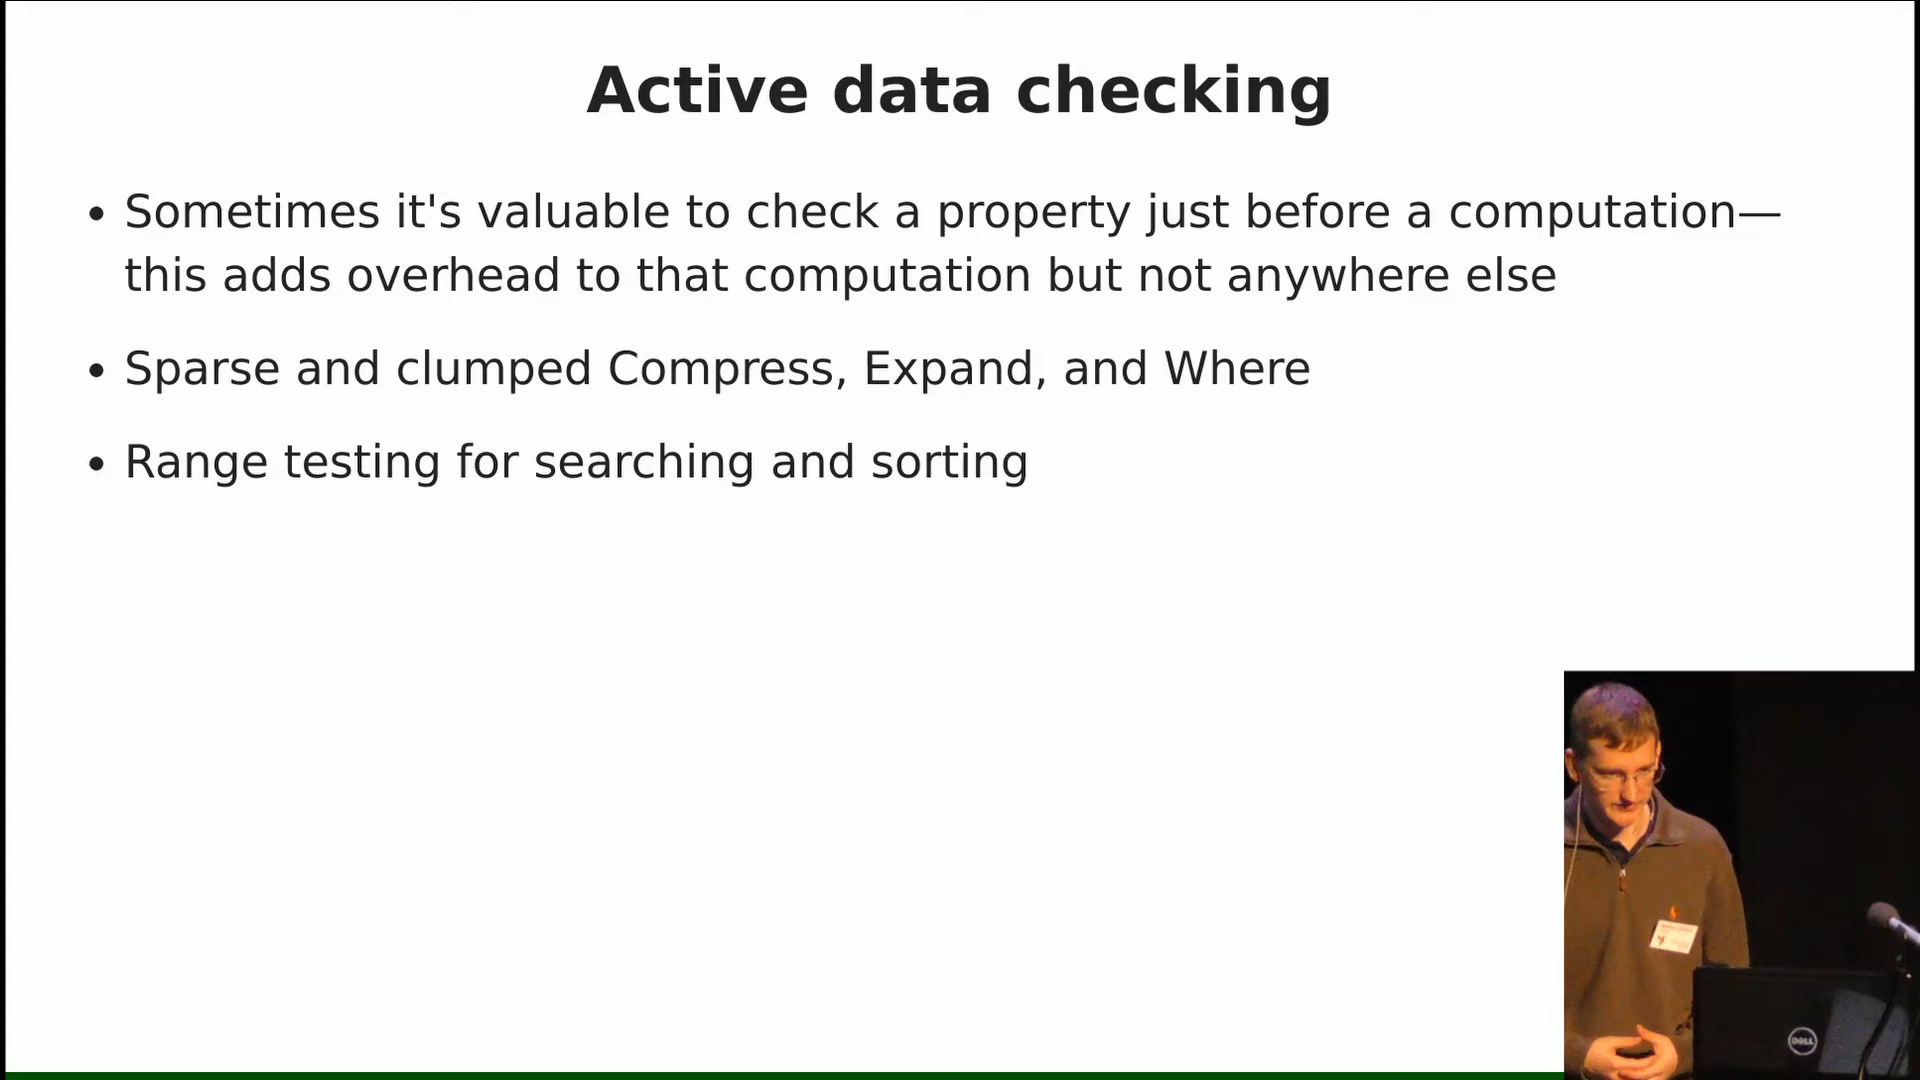 Active data checking
• Sometimes it's valuable to check a property just before a computation—
this adds overhead to that computation but not anywhere else
• Sparse and clumped Compress, Expand, and Where
• Range testing for searching and sorting
DELL